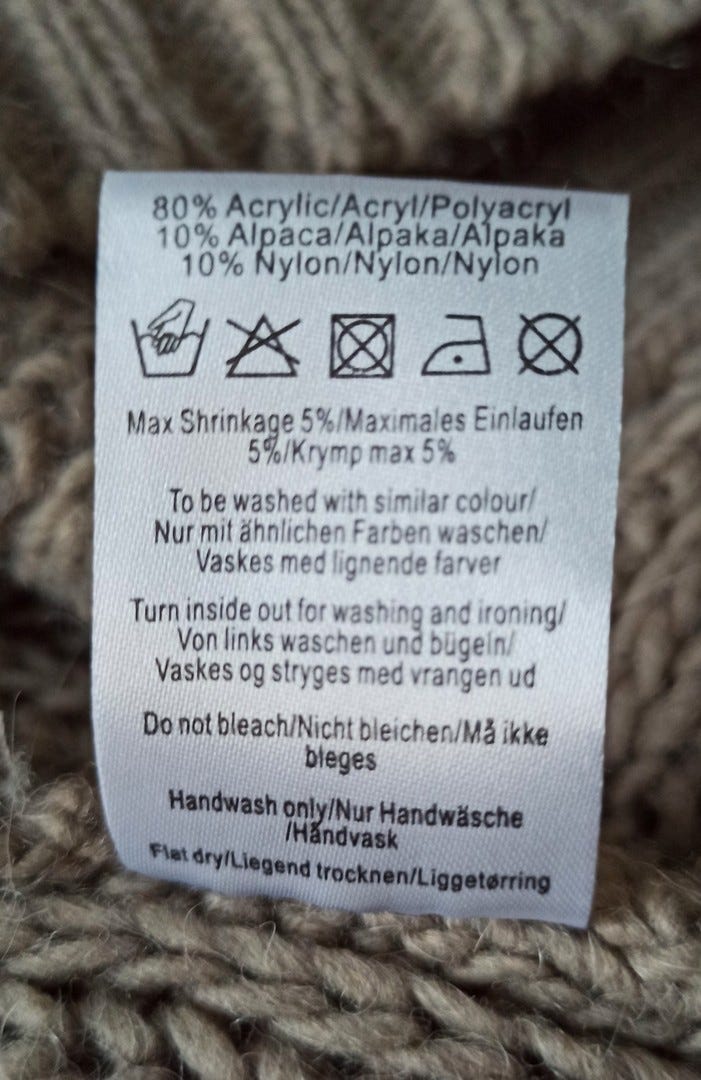 80% Acrylic/Acryl/Polyacryl
10% Alpaca/Alpaka/Alpaka
10% Nylon/Nylon/Nylon
Max Shrinkage 5%/Maximales Einlaufen
5%/Krymp max 5%
To be washed with similar colour/
Nur mit ähnlichen Farben waschen/
Vaskes med lignende farver
Turn inside out for washing and ironing/
Von links waschen und bügeln/
Vaskes og stryges med vrangen ud
Do not bleach/Nicht bleichen/Må ikke
bleges
Handwash only/Nur Handwäsche
/Håndvask
Flat dry/Liegend trocknen/Liggetørring